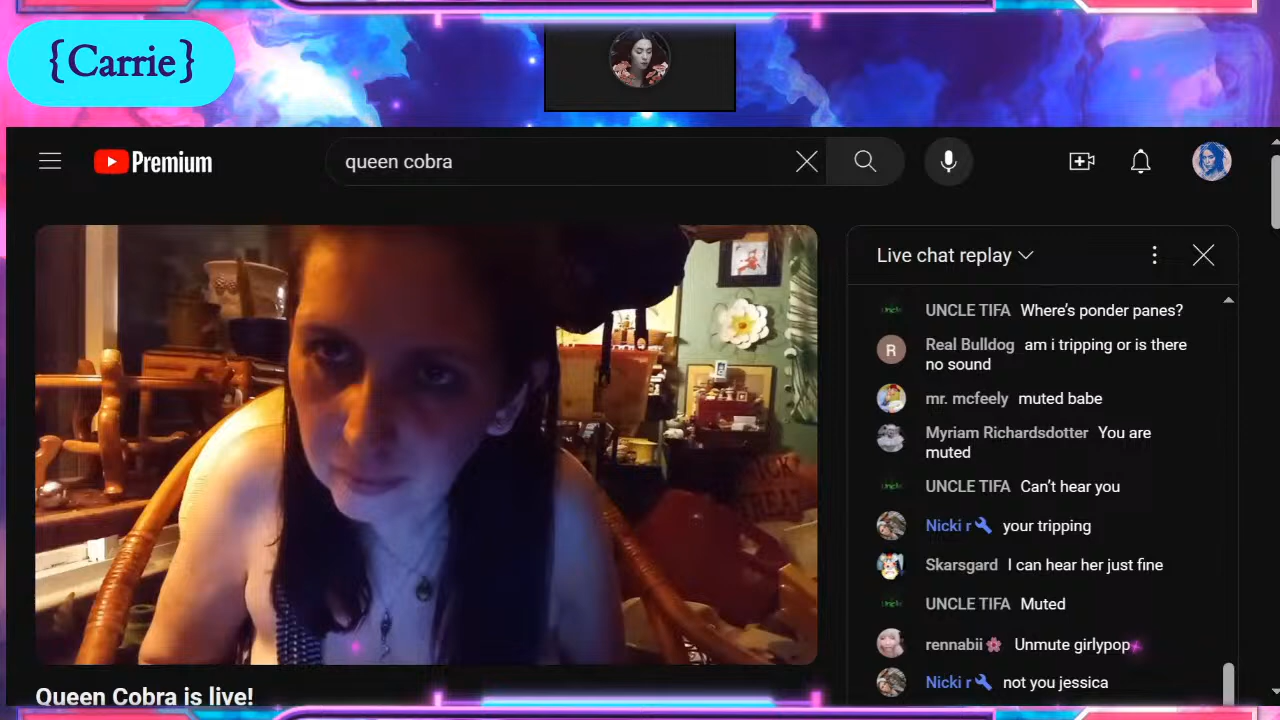 {Carrie}
Premium
queen cobra
Live chat replay
UNCLE TIFA Where's ponder panes?
R
Real Bulldog am i tripping or is there
no sound
mr. mcfeely muted babe
Myriam Richardsdotter You are
muted
UNCLE TIFA Can't hear you
Nicki r your tripping
Skarsgard I can hear her just fine
UNCLE TIFA Muted
rennabii🌸 Unmute girlypop
Nicki r not you jessica
Queen Cobra is live!